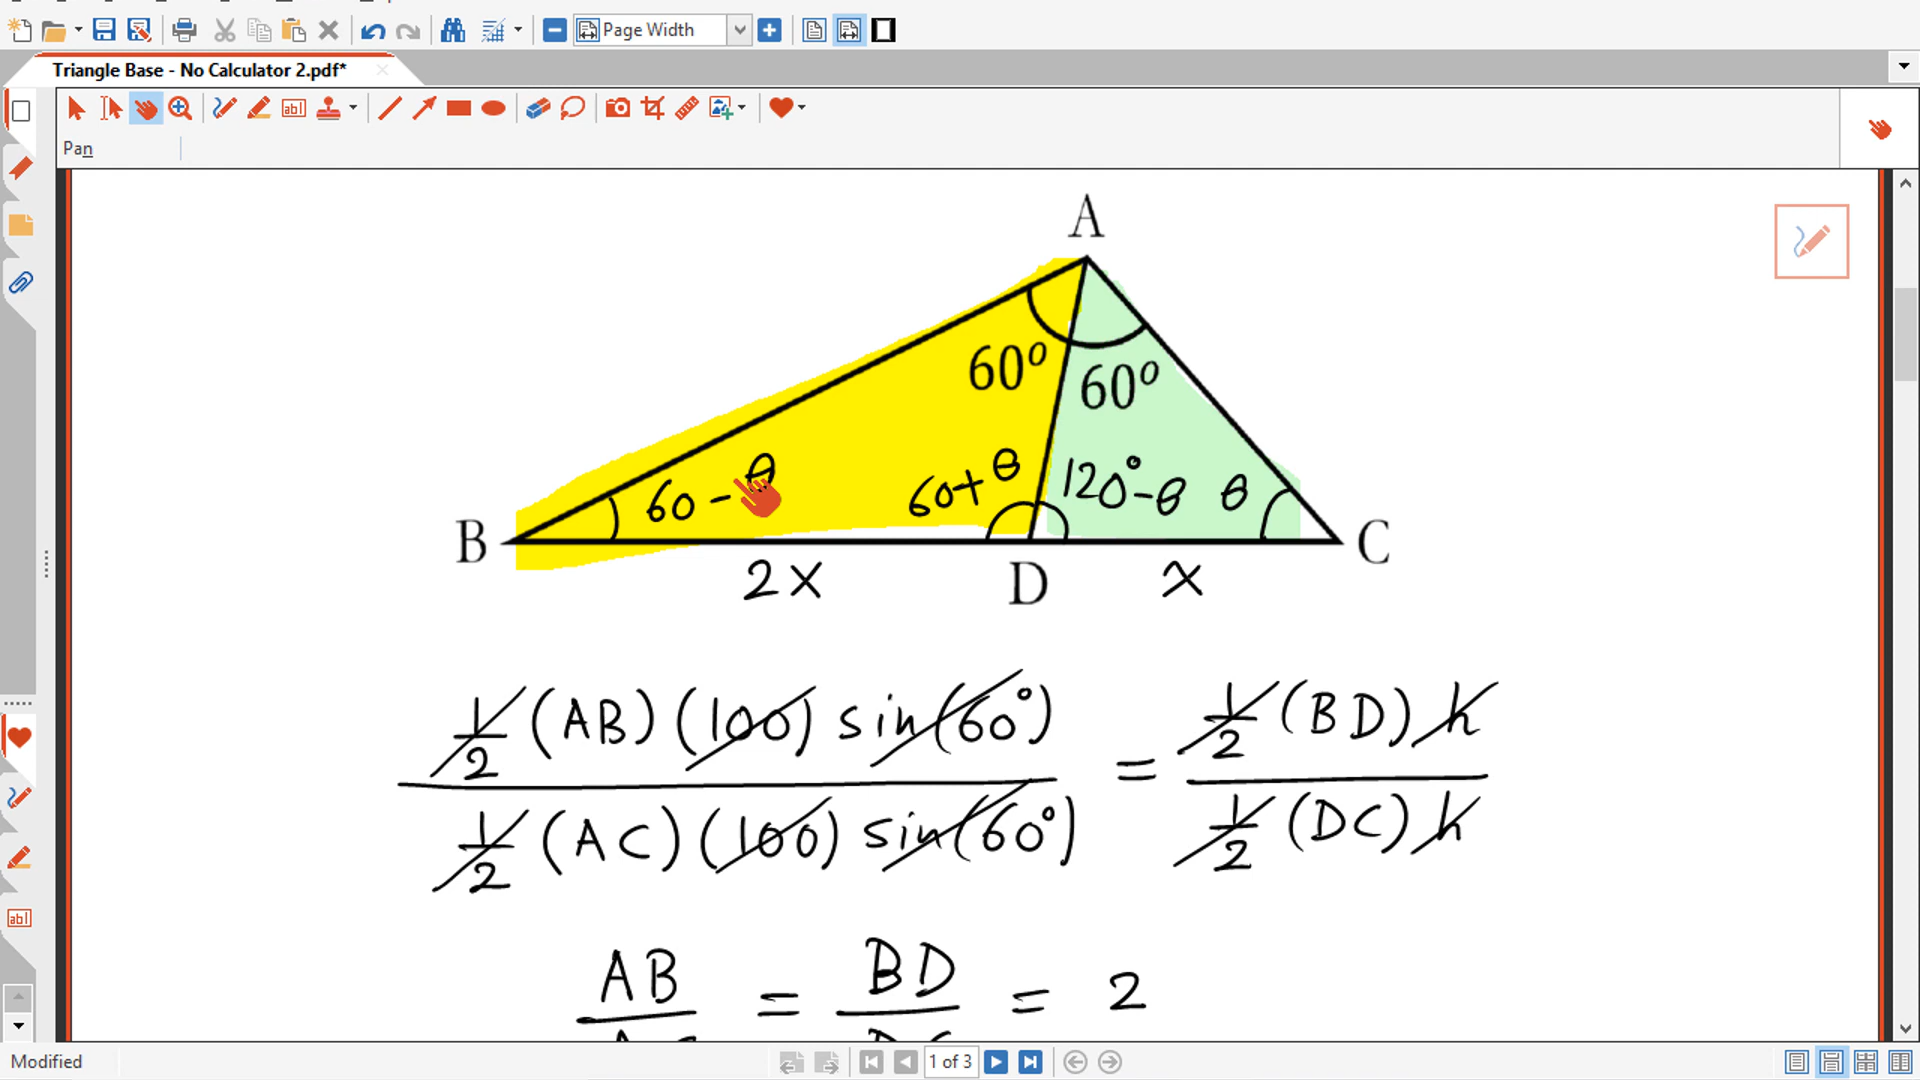 Page Width
Triangle Base - No Calculator 2.pdf*
Pan
A
60º 60º
60 - θ 60+θ 120° - θ θ
B C
2x D x
1/2 (AB) (100) sin(60°) = 1/2 (BD) h
1/2 (AC) (100) sin(60°) 1/2 (DC) h
AB = BD = 2
Modified
1 of 3